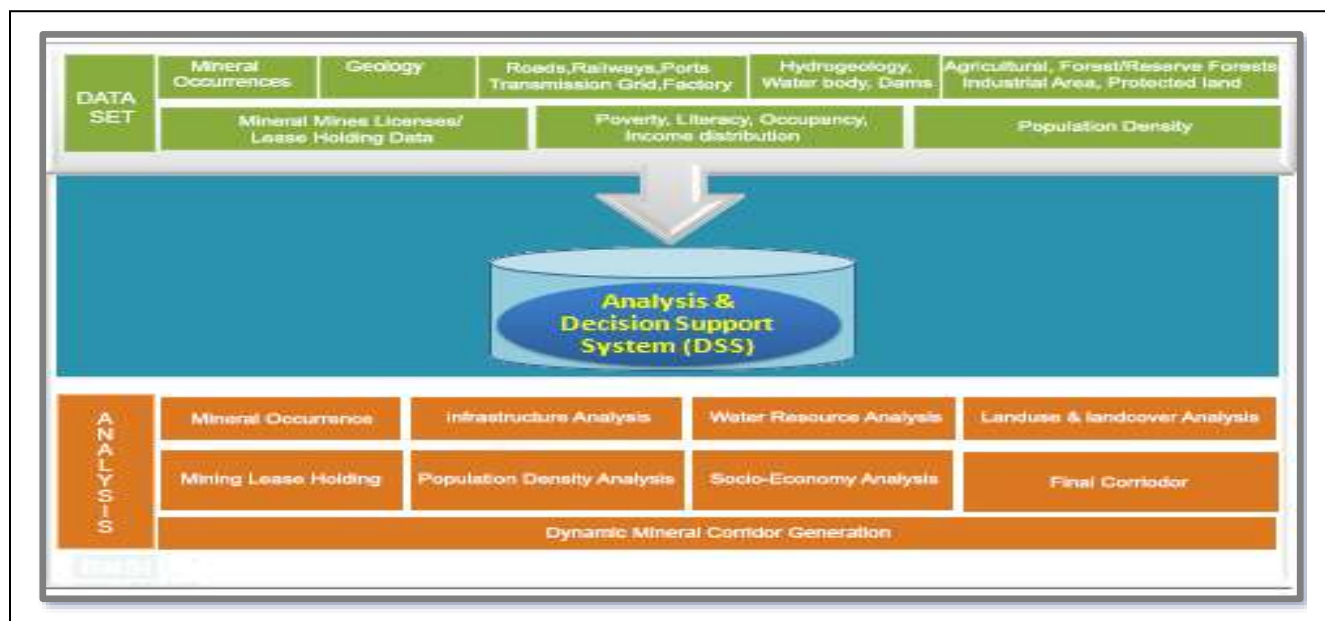 DATA
SET
Mineral
Occurrences
Geology
Roads,Railways,Ports
Transmission Grid,Factory
Hydrogeology,
Water body, Dams
Agricultural, Forest/Reserve Forests
Industrial Area, Protected land
Mineral Mines Licenses/
Lease Holding Data
Poverty, Literacy, Occupancy,
Income distribution
Population Density
Analysis &
Decision Support
System (DSS)
ANALYSIS
Mineral Occurrence
Infrastructure Analysis
Water Resource Analysis
Landuse & landcover Analysis
Mining Lease Holding
Population Density Analysis
Socio-Economy Analysis
Final Corriodor
Dynamic Mineral Corridor Generation